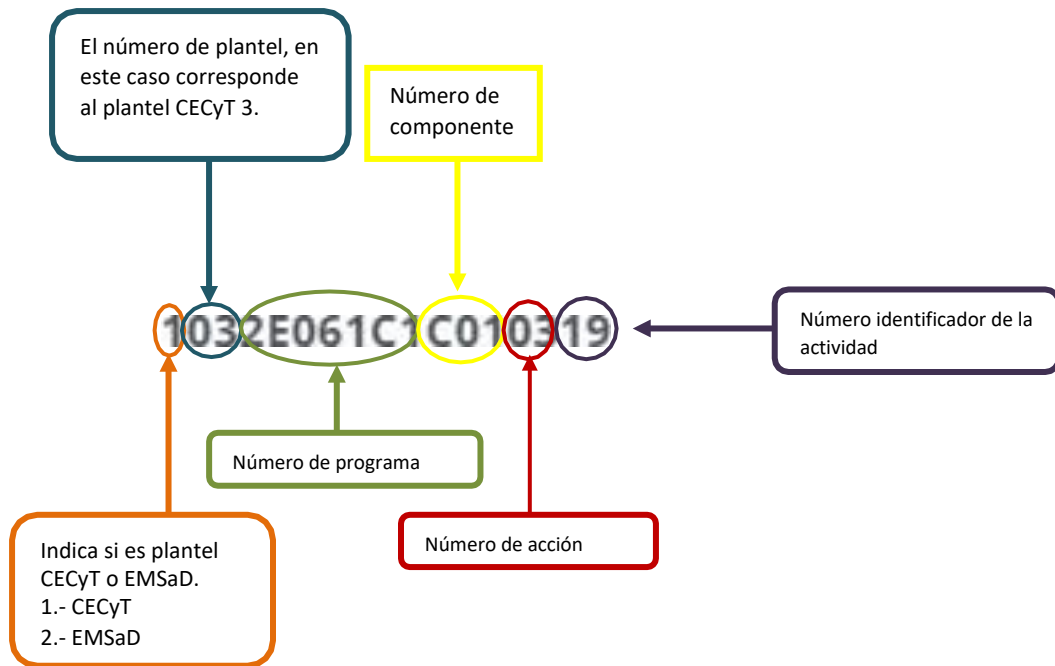 El número de plantel, en
este caso corresponde
al plantel CECyT 3.
Número de
componente
1032E061C1C010319
Número identificador de la
actividad
Número de programa
Número de acción
Indica si es plantel
CECyT o EMSaD.
1.- CECyT
2.- EMSaD